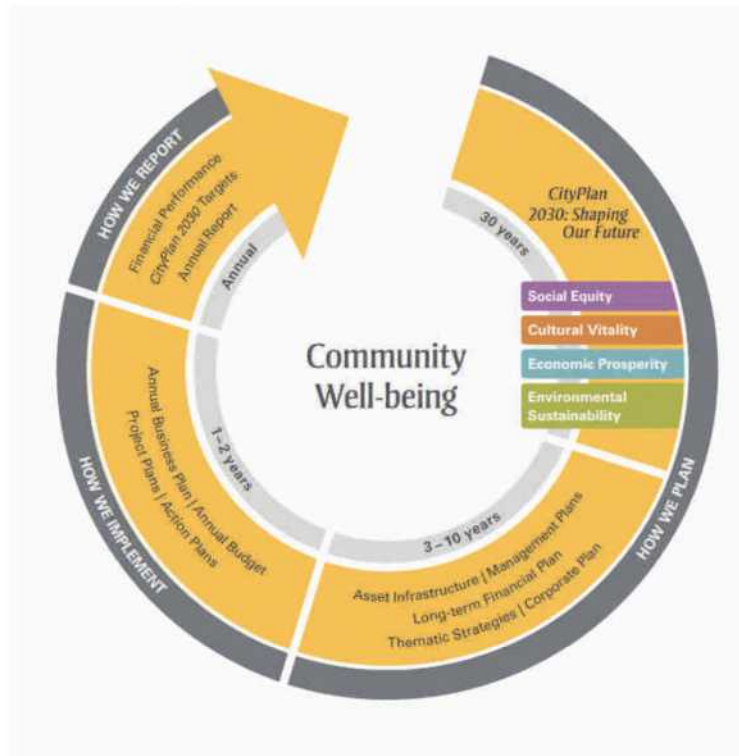 Community
Well-being
HOW WE PLAN
30 years
CityPlan
2030: Shaping
Our Future
Social Equity
Cultural Vitality
Economic Prosperity
Environmental
Sustainability
3–10 years
Asset Infrastructure | Management Plans
Long-term Financial Plan
Thematic Strategies | Corporate Plan
HOW WE IMPLEMENT
1–2 years
Annual Business Plan | Annual Budget
Project Plans | Action Plans
HOW WE REPORT
Annual
Financial Performance
CityPlan 2030 Targets
Annual Report